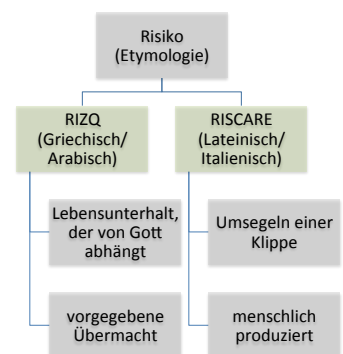 Risiko
(Etymologie)
RIZQ
(Griechisch/
Arabisch)
RISCARE
(Lateinisch/
Italienisch)
Lebensunterhalt,
der von Gott
abhängt
Umsegeln einer
Klippe
vorgegebene
Übermacht
menschlich
produziert